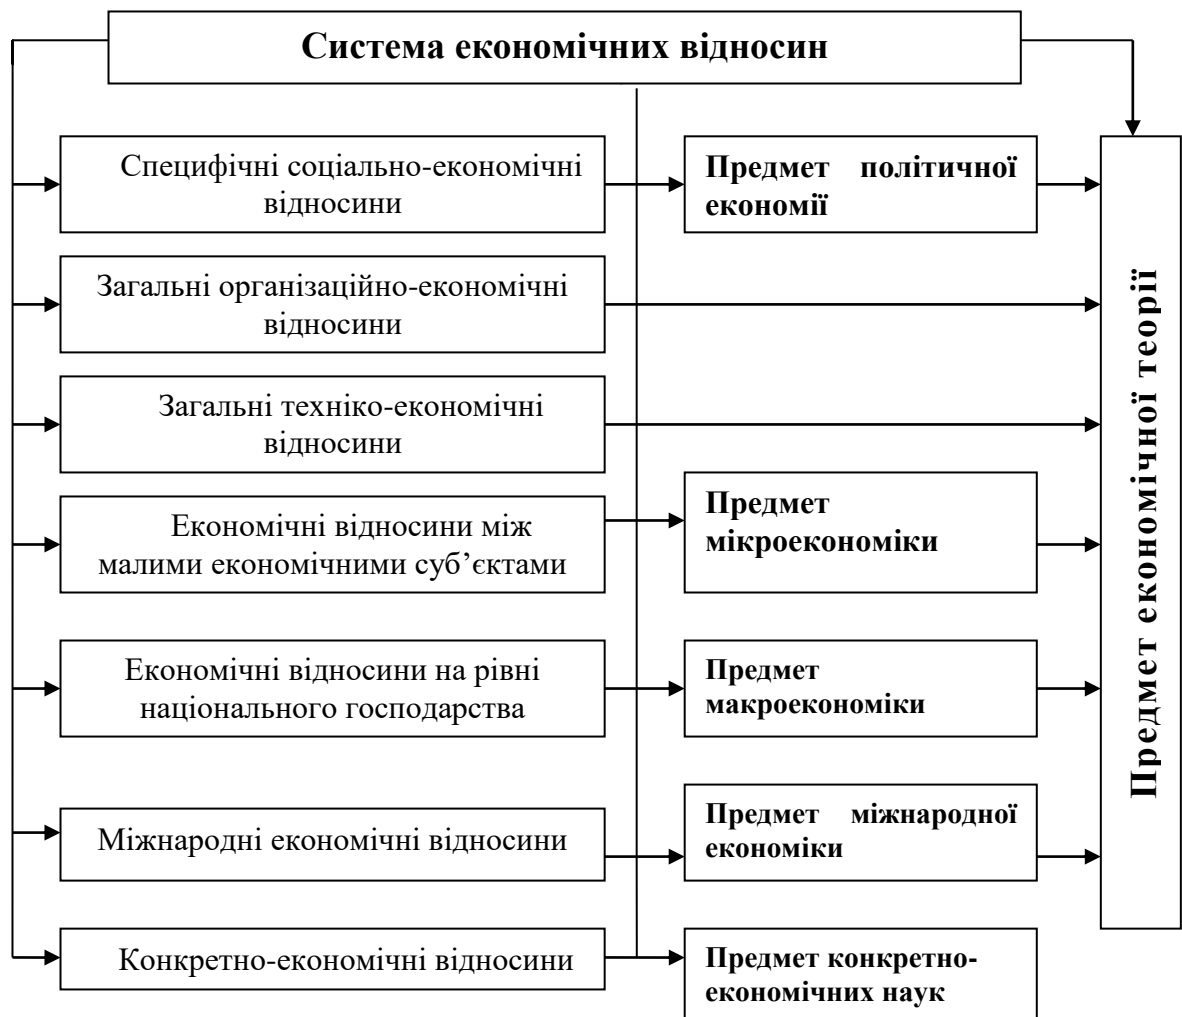 Система економічних відносин
Специфічні соціально-економічні
відносини
Предмет політичної
економії
Загальні організаційно-економічні
відносини
Загальні техніко-економічні
відносини
Економічні відносини між
малими економічними суб’єктами
Предмет
мікроекономіки
Економічні відносини на рівні
національного господарства
Предмет
макроекономіки
Міжнародні економічні відносини
Предмет міжнародної
економіки
Конкретно-економічні відносини
Предмет конкретно-
економічних наук
Предмет економічної теорії